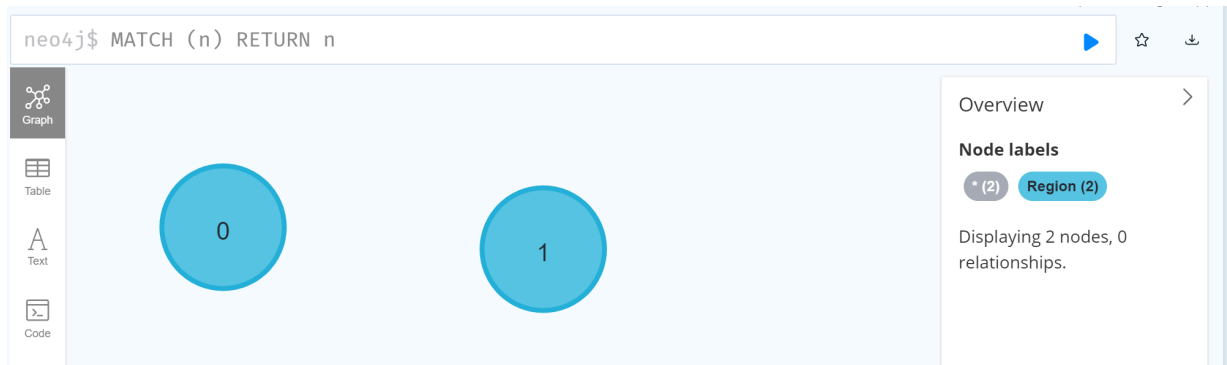 neo4j$ MATCH (n) RETURN n
Graph
Table
Text
Code
0
1
Overview
Node labels
* (2) Region (2)
Displaying 2 nodes, 0
relationships.